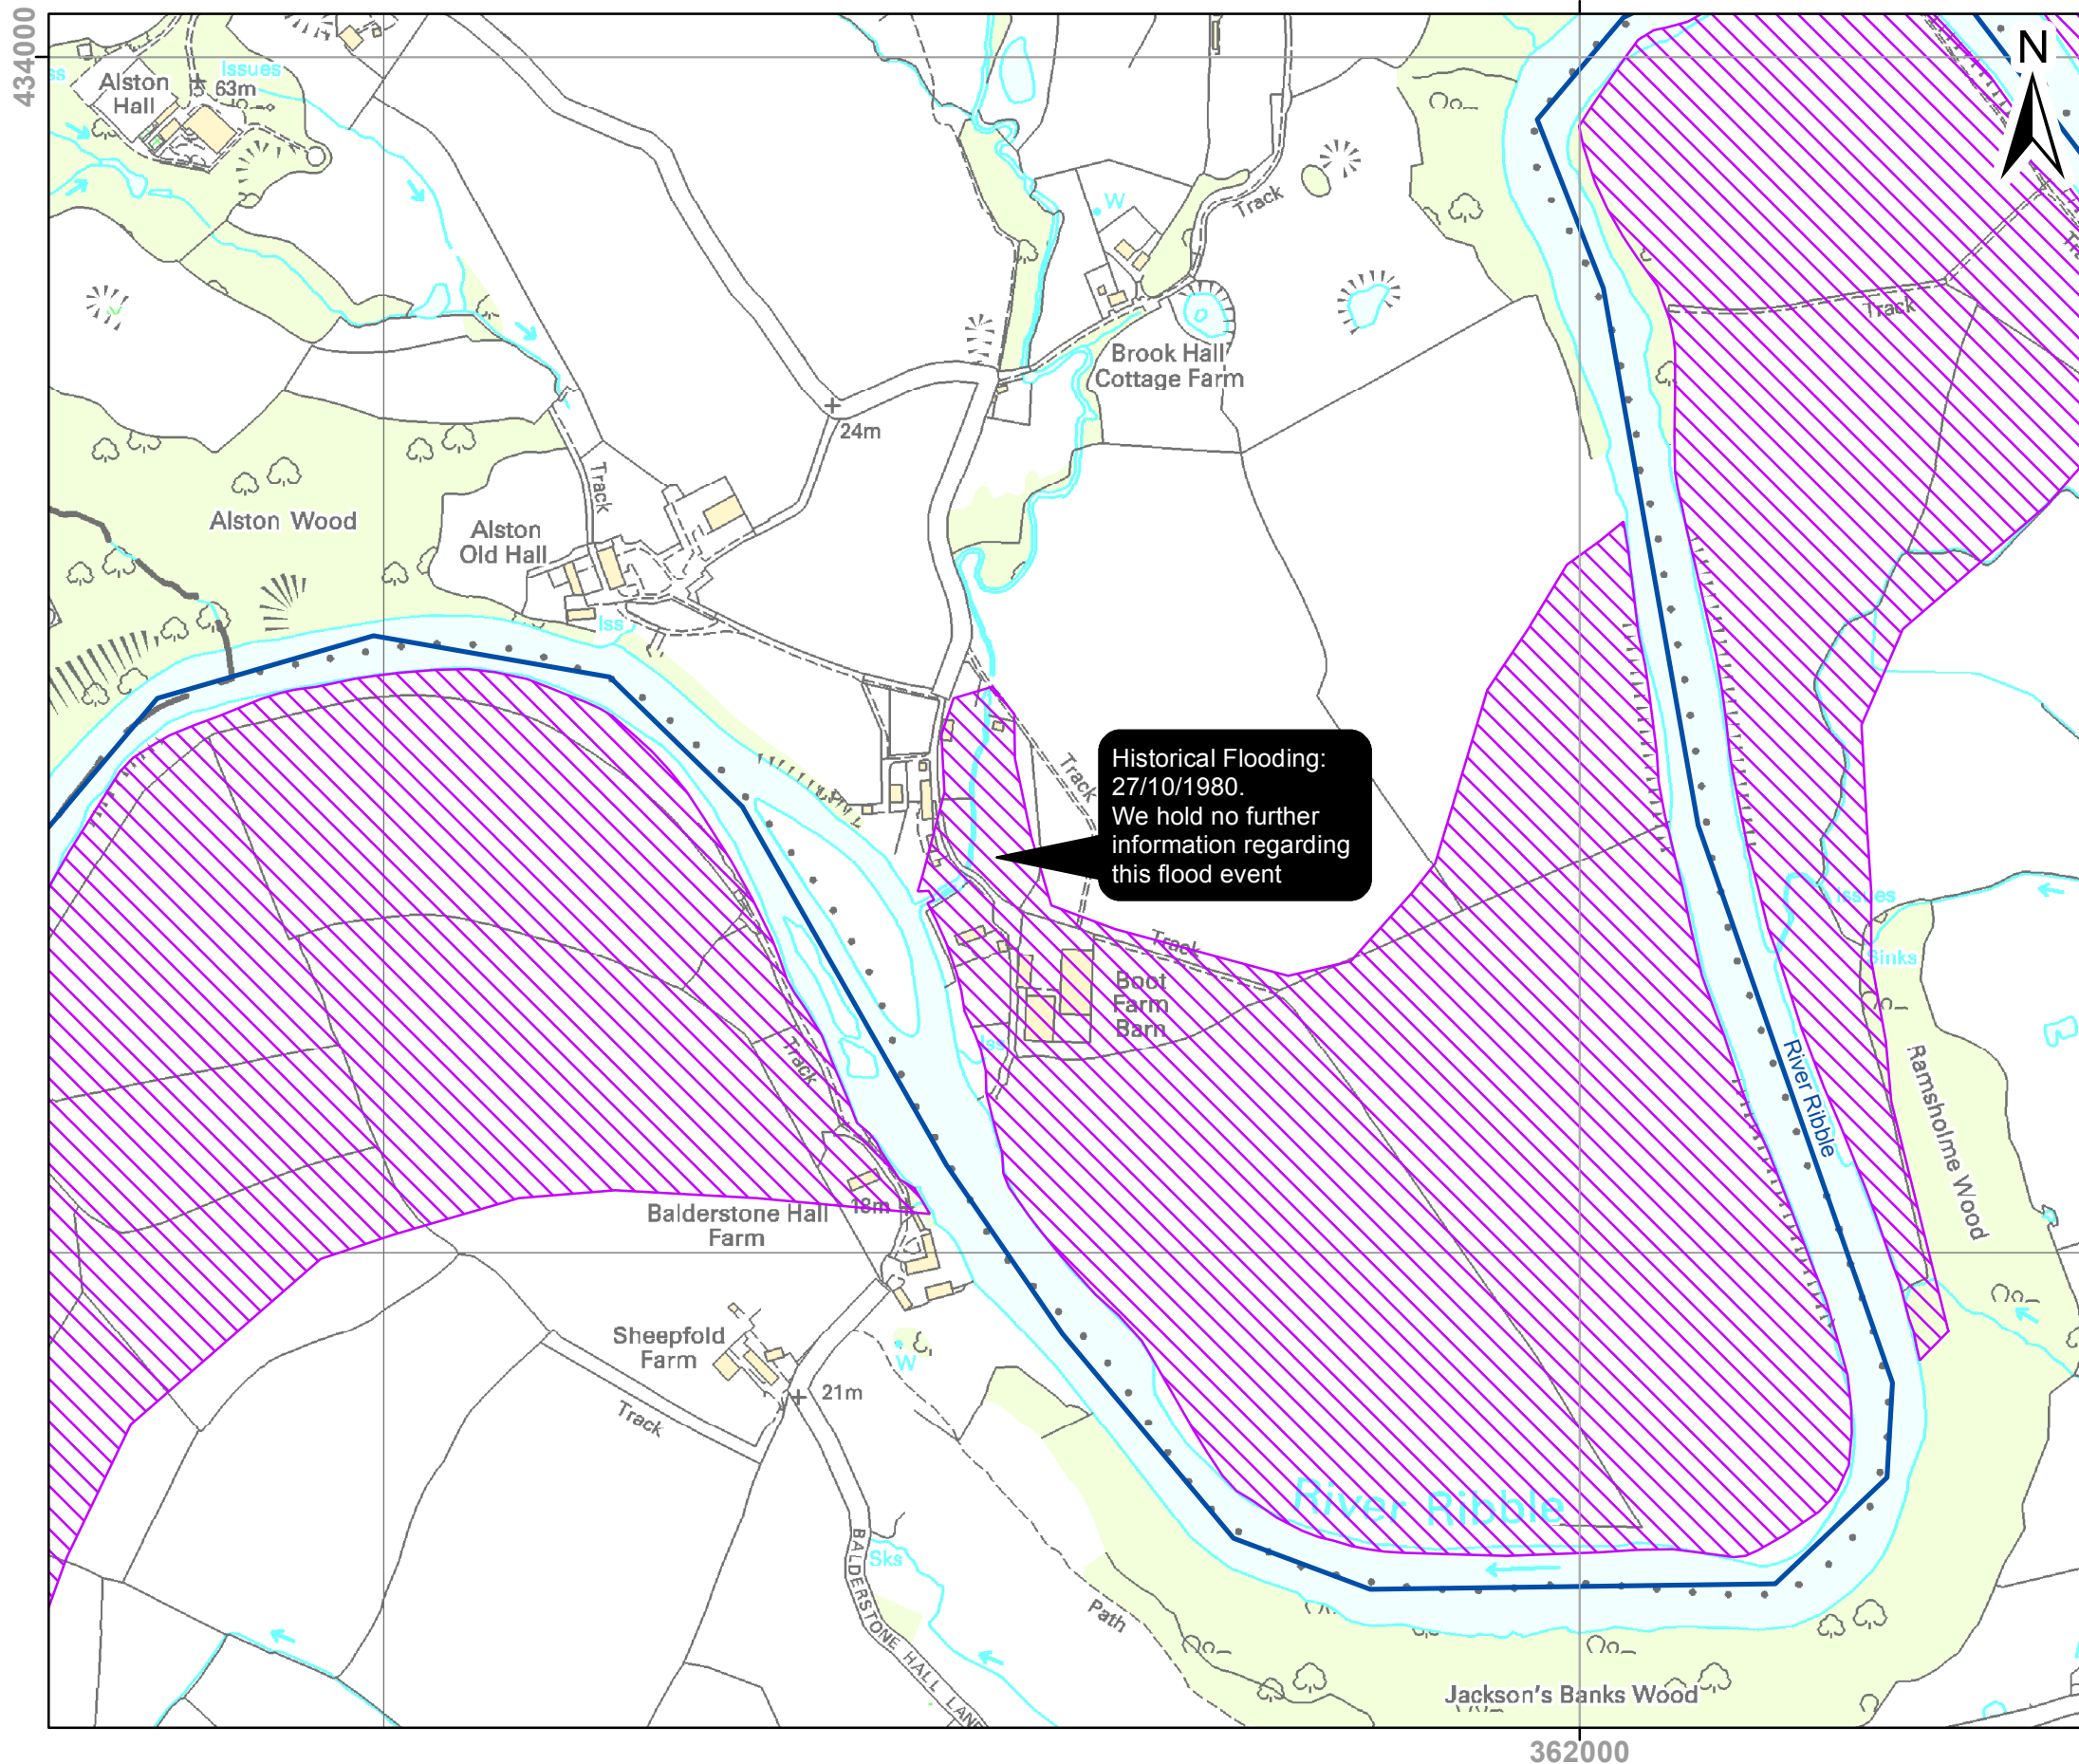 434000
N
Alston
Hall
63m
Issues
ss
W
Track
Track
Brook Hall
Cottage Farm
24m
Track
Alston Wood
Alston
Old Hall
Iss
Track
Historical Flooding:
27/10/1980.
We hold no further
information regarding
this flood event
Issues
Sinks
Track
Boot
Farm
Barn
Iss
Track
River Ribble
Ramsholme Wood
18m
Balderstone Hall
Farm
Sheepfold
Farm
W
21m
Track
River Ribble
Sks
BALDERSTONE HALL LANE
Path
Jackson's Banks Wood
362000